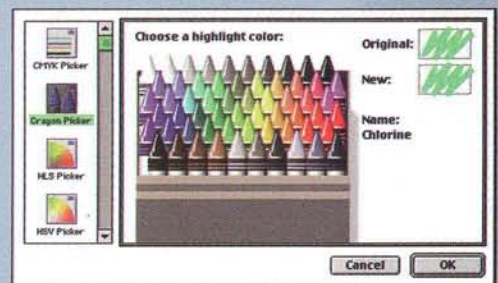 CMYK Picker
Crayon Picker
HLS Picker
HSV Picker
Choose a highlight color:
Original:
New:
Name:
Chlorine
Cancel
OK